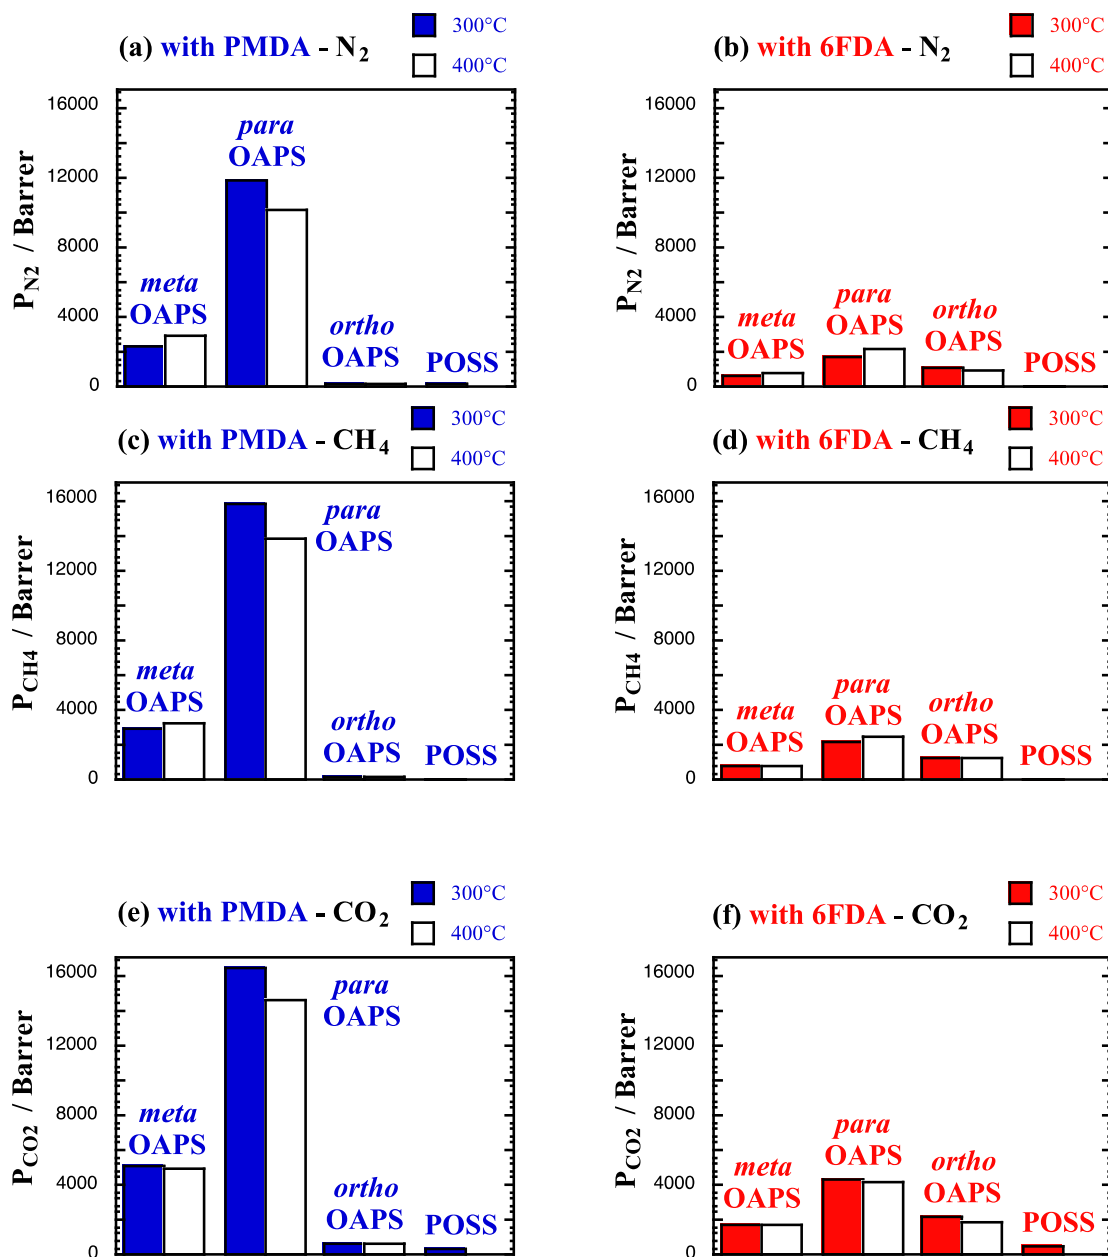 (a) with PMDA - N2
300°C
400°C
16000
12000
8000
4000
0
PN2 / Barrer
meta
OAPS
para
OAPS
ortho
OAPS
POSS
(b) with 6FDA - N2
300°C
400°C
16000
12000
8000
4000
0
PN2 / Barrer
meta
OAPS
para
OAPS
ortho
OAPS
POSS
(c) with PMDA - CH4
300°C
400°C
16000
12000
8000
4000
0
PCH4 / Barrer
meta
OAPS
para
OAPS
ortho
OAPS
POSS
(d) with 6FDA - CH4
300°C
400°C
16000
12000
8000
4000
0
PCH4 / Barrer
meta
OAPS
para
OAPS
ortho
OAPS
POSS
(e) with PMDA - CO2
300°C
400°C
16000
12000
8000
4000
0
PCO2 / Barrer
meta
OAPS
para
OAPS
ortho
OAPS
POSS
(f) with 6FDA - CO2
300°C
400°C
16000
12000
8000
4000
0
PCO2 / Barrer
meta
OAPS
para
OAPS
ortho
OAPS
POSS